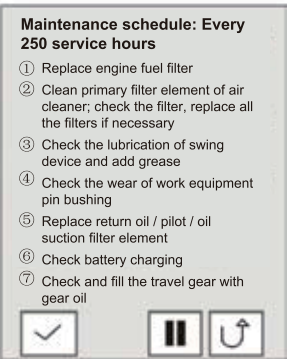 Maintenance schedule: Every
250 service hours
① Replace engine fuel filter
② Clean primary filter element of air
cleaner; check the filter, replace all
the filters if necessary
③ Check the lubrication of swing
device and add grease
④ Check the wear of work equipment
pin bushing
⑤ Replace return oil / pilot / oil
suction filter element
⑥ Check battery charging
⑦ Check and fill the travel gear with
gear oil